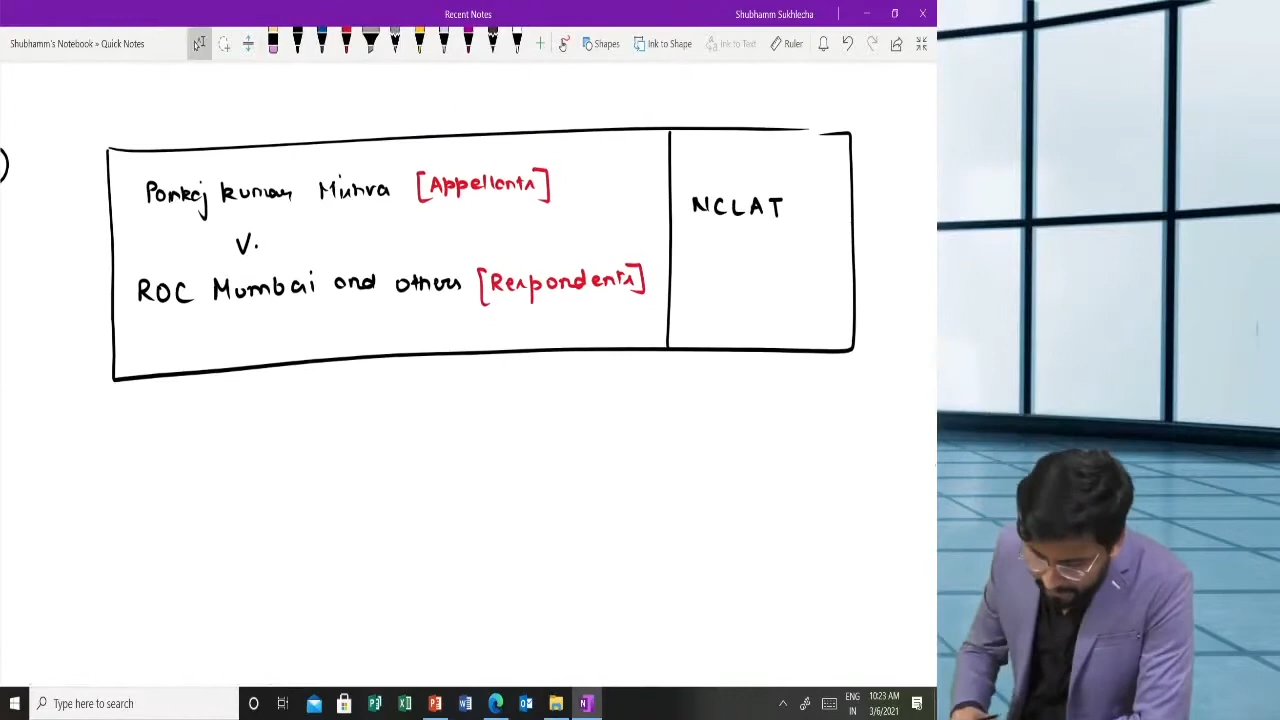 Recent Notes
Shubhamm Sukhlecha
Shubhamm's Notebook » Quick Notes
Shapes
Ink to Shape
Ink to Text
Ruler
Pankaj kumar Mishra [Appellants]
NCLAT
V.
ROC Mumbai and others [Respondents]
Type here to search
ENG
IN
10:23 AM
3/6/2021